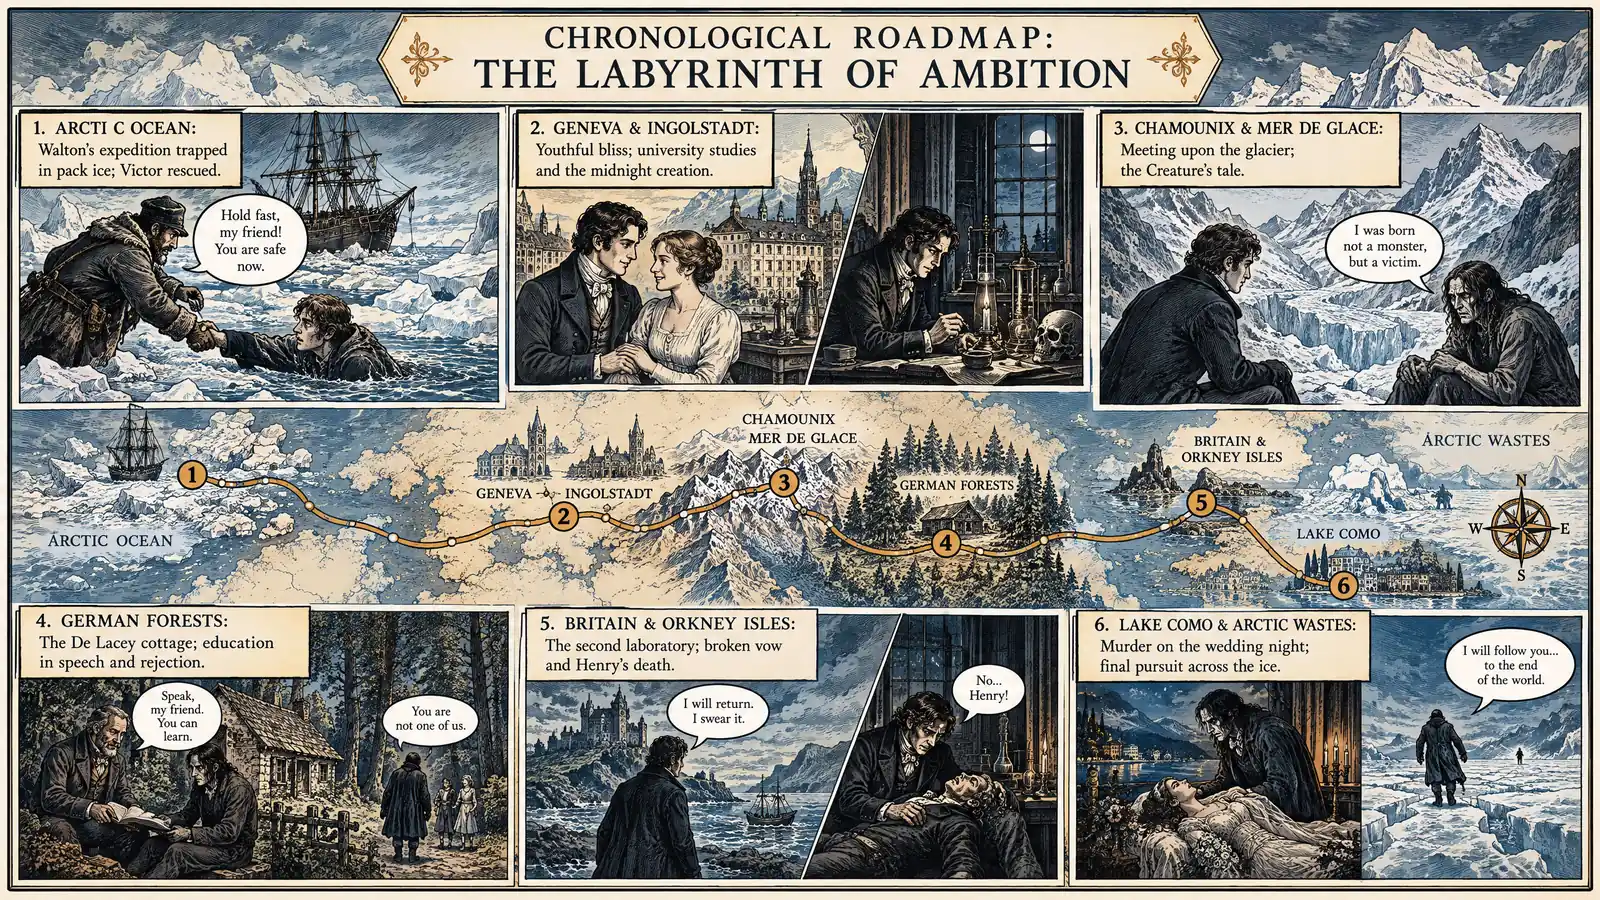 CHRONOLOGICAL ROADMAP:
THE LABYRINTH OF AMBITION
1. ARCTI C OCEAN:
Walton's expedition trapped
in pack ice; Victor rescued.
Hold fast,
my friend!
You are safe
now.
2. GENEVA & INGOLSTADT:
Youthful bliss; university studies
and the midnight creation.
3. CHAMOUNIX & MER DE GLACE:
Meeting upon the glacier;
the Creature's tale.
I was born
not a monster,
but a victim.
1
ARCTIC OCEAN
GENEVA
INGOLSTADT
2
CHAMOUNIX
MER DE GLACE
3
GERMAN FORESTS
4
BRITAIN &
ORKNEY ISLES
5
ARCTIC WASTES
LAKE COMO
6
N
W
E
S
4. GERMAN FORESTS:
The De Lacey cottage; education
in speech and rejection.
Speak,
my friend.
You can
learn.
You are
not one of us.
5. BRITAIN & ORKNEY ISLES:
The second laboratory; broken vow
and Henry's death.
I will return.
I swear it.
No...
Henry!
6. LAKE COMO & ARCTIC WASTES:
Murder on the wedding night;
final pursuit across the ice.
I will follow you...
to the end
of the world.